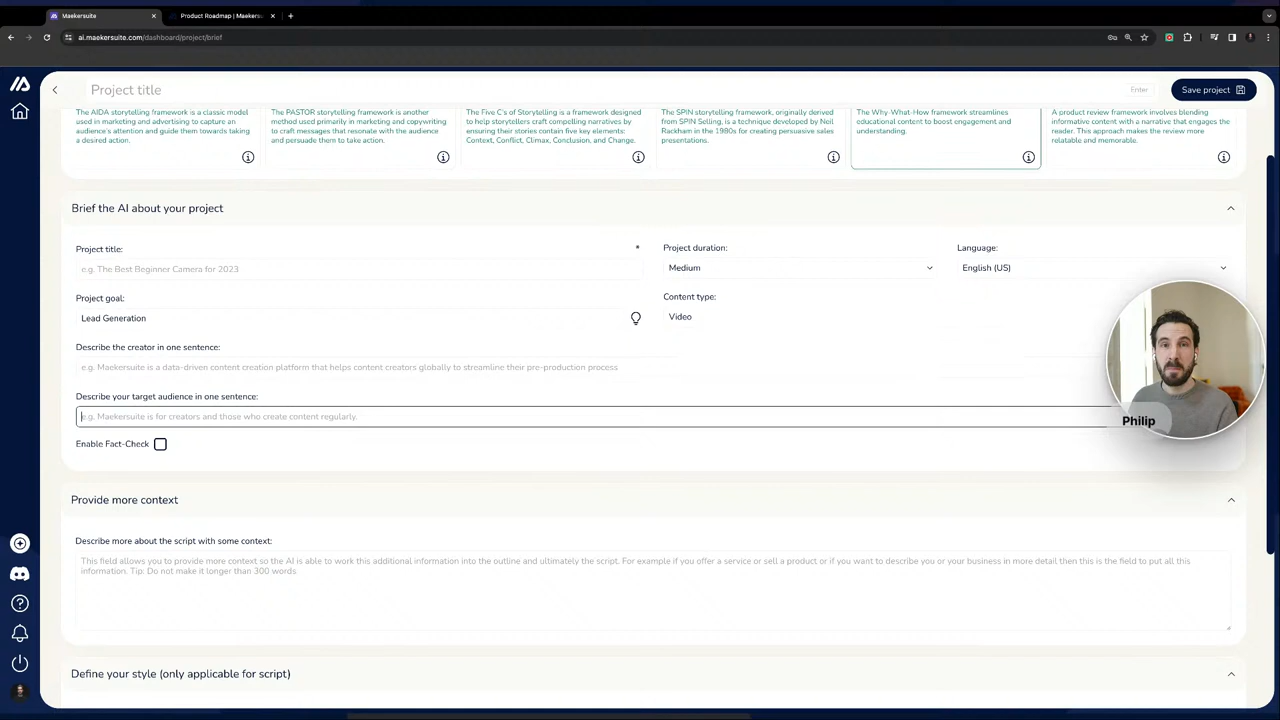 Maekersuite
Product Roadmap | Maekersu
ai.maekersuite.com/dashboard/project/brief
Project title
Enter
Save project
The AIDA storytelling framework is a classic model
used in marketing and advertising to capture an
audience's attention and guide them towards taking
a desired action.
The PASTOR storytelling framework is another
method used primarily in marketing and copywriting
to craft messages that resonate with the audience
and persuade them to take action.
The Five C's of Storytelling is a framework designed
to help storytellers craft compelling narratives by
ensuring their stories contain five key elements:
Context, Conflict, Climax, Conclusion, and Change.
The SPIN storytelling framework, originally derived
from SPIN Selling, is a technique developed by Neil
Rackham in the 1980s for creating persuasive sales
presentations.
The Why-What-How framework streamlines
educational content to boost engagement and
understanding.
A product review framework involves blending
informative content with a narrative that engages the
reader. This approach makes the review more
relatable and memorable.
Brief the AI about your project
Project title: *
e.g. The Best Beginner Camera for 2023
Project duration:
Medium
Language:
English (US)
Project goal:
Lead Generation
Content type:
Video
Describe the creator in one sentence:
e.g. Maekersuite is a data-driven content creation platform that helps content creators globally to streamline their pre-production process
Describe your target audience in one sentence:
e.g. Maekersuite is for creators and those who create content regularly.
Philip
Enable Fact-Check
Provide more context
Describe more about the script with some context:
This field allows you to provide more context so the AI is able to work this additional information into the outline and ultimately the script. For example if you offer a service or sell a product or if you want to describe you or your business in more detail then this is the field to put all this
information. Tip: Do not make it longer than 300 words
Define your style (only applicable for script)